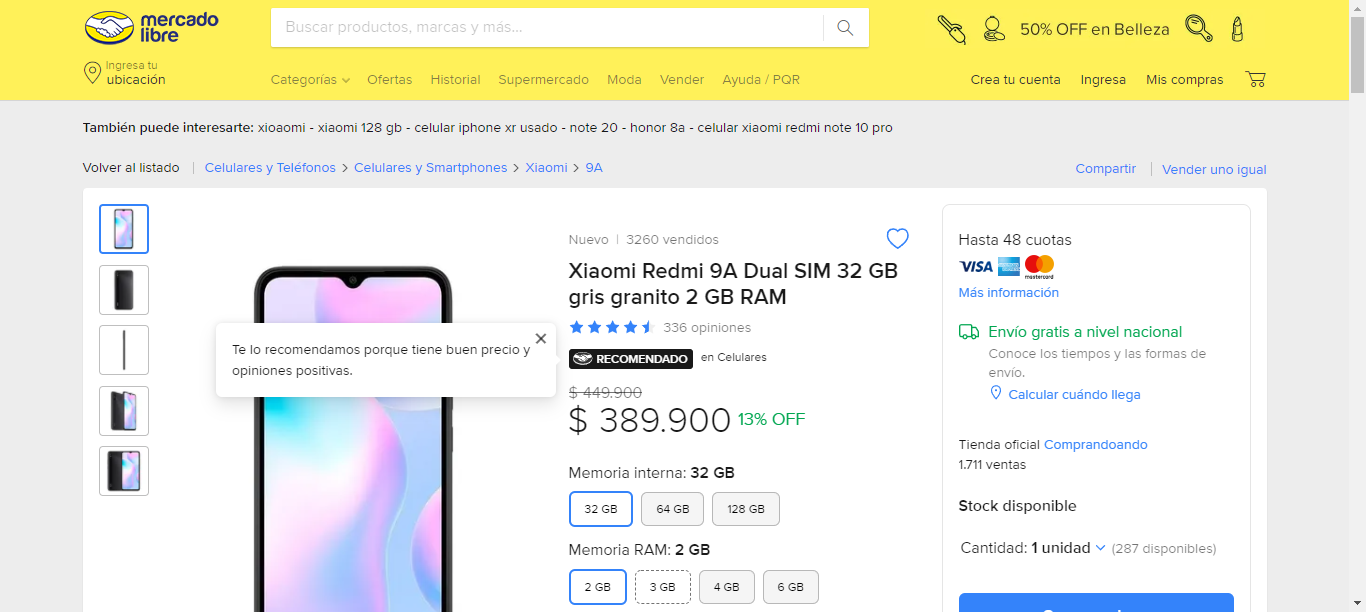 mercado
libre
Buscar productos, marcas y más...
50% OFF en Belleza
Ingresa tu
ubicación
Categorías
Ofertas
Historial
Supermercado
Moda
Vender
Ayuda / PQR
Crea tu cuenta
Ingresa
Mis compras
También puede interesarte: xioaomi - xiaomi 128 gb - celular iphone xr usado - note 20 - honor 8a - celular xiaomi redmi note 10 pro
Volver al listado
Celulares y Teléfonos > Celulares y Smartphones > Xiaomi > 9A
Compartir
Vender uno igual
Nuevo | 3260 vendidos
Xiaomi Redmi 9A Dual SIM 32 GB
gris granito 2 GB RAM
336 opiniones
RECOMENDADO en Celulares
Te lo recomendamos porque tiene buen precio y
opiniones positivas.
$ 449.900
$ 389.900 13% OFF
Memoria interna: 32 GB
32 GB
64 GB
128 GB
Memoria RAM: 2 GB
2 GB
3 GB
4 GB
6 GB
Hasta 48 cuotas
VISA
mastercard
Más información
Envío gratis a nivel nacional
Conoce los tiempos y las formas de
envío.
Calcular cuándo llega
Tienda oficial Comprandoando
1.711 ventas
Stock disponible
Cantidad: 1 unidad (287 disponibles)